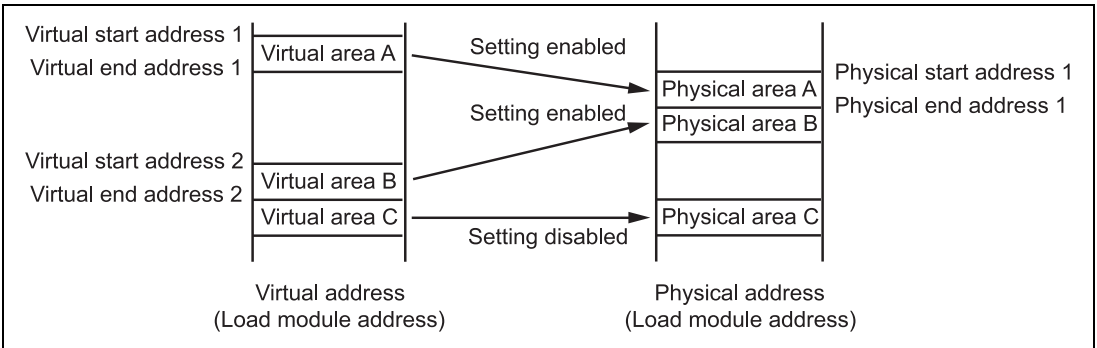 Virtual start address 1
Virtual end address 1
Virtual area A
Setting enabled
Physical start address 1
Physical end address 1
Physical area A
Setting enabled
Physical area B
Virtual start address 2
Virtual end address 2
Virtual area B
Virtual area C
Physical area C
Setting disabled
Virtual address
(Load module address)
Physical address
(Load module address)